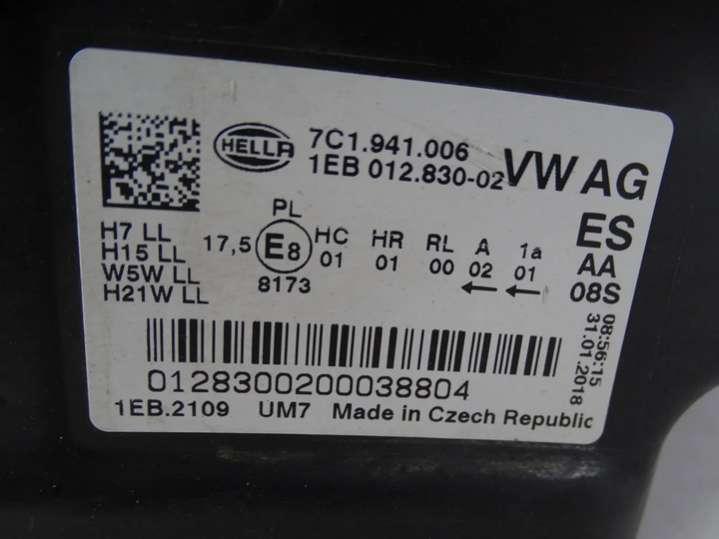 HELLA
7C1.941.006
1EB 012.830-02
VW AG
ES
AA
08S
H7 LL
H15 LL
W5W LL
H21W LL
PL
17,5 E8 HC HR RL A 1a
01 01 00 02 01
8173 ← ←
08:56:15
31.01.2018
01283002000038804
1EB.2109 UM7 Made in Czech Republic